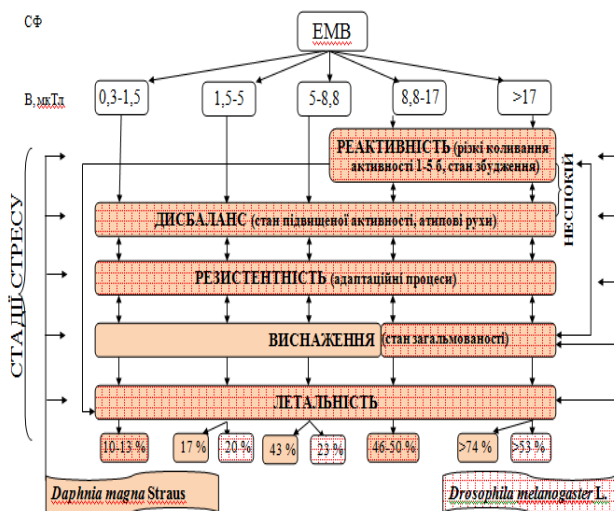 СФ
ЕМВ
В, мкТл
0,3-1,5
1,5-5
5-8,8
8,8-17
>17
РЕАКТИВНІСТЬ (різкі коливання
активності 1-5 б, стан збудження)
НЕСПОКІЙ
СТАДІЇ СТРЕСУ
ДИСБАЛАНС (стан підвищеної активності, атипові рухи)
РЕЗИСТЕНТНІСТЬ (адаптаційні процеси)
ВИСНАЖЕННЯ (стан загальмованості)
ЛЕТАЛЬНІСТЬ
10-13 %
17 %
20 %
43 %
23 %
46-50 %
>74 %
>53 %
Daphnia magna Straus
Drosophila melanogaster L.